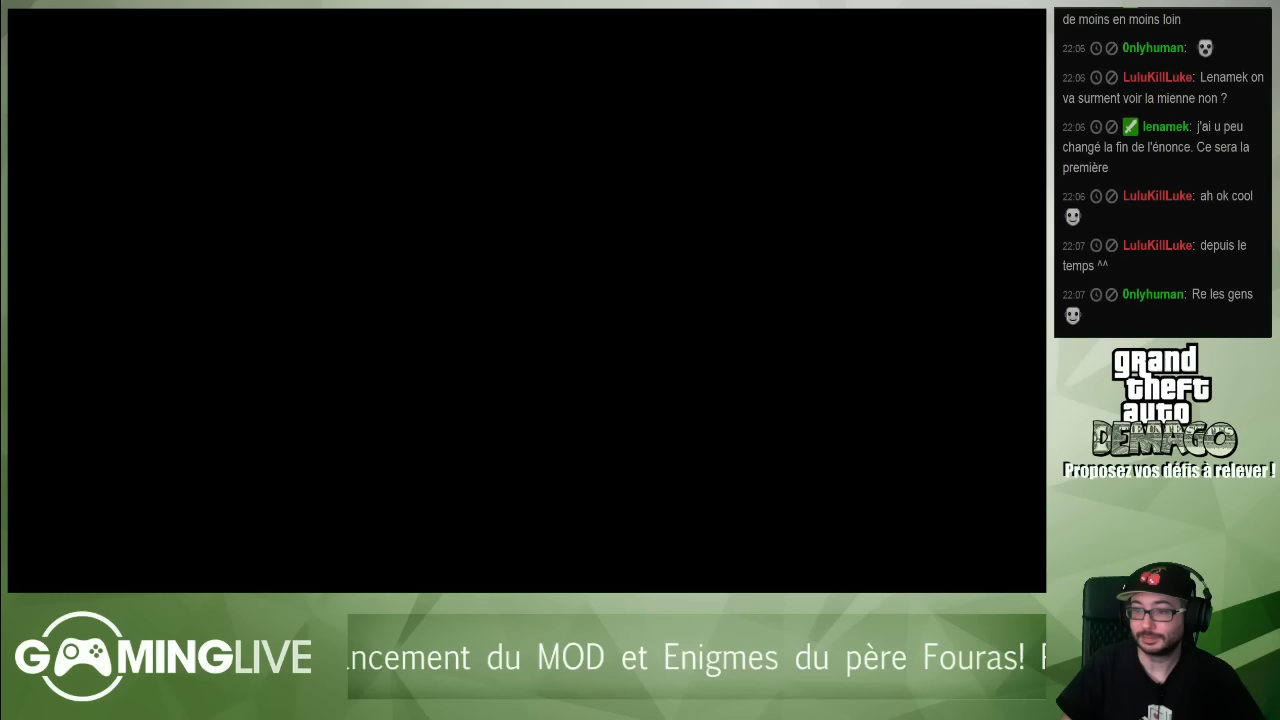 de moins en moins loin
22:06 0nlyhuman:
22:06 LuluKillLuke: Lenamek on
va surment voir la mienne non ?
22:06 lenamek: j'ai u peu
changé la fin de l'énonce. Ce sera la
première
22:06 LuluKillLuke: ah ok cool
22:07 LuluKillLuke: depuis le
temps ^^
22:07 0nlyhuman: Re les gens
grand
theft
auto
DEMAGO
Proposez vos défis à relever !
GAMINGLIVE
ncement du MOD et Enigmes du père Fouras!